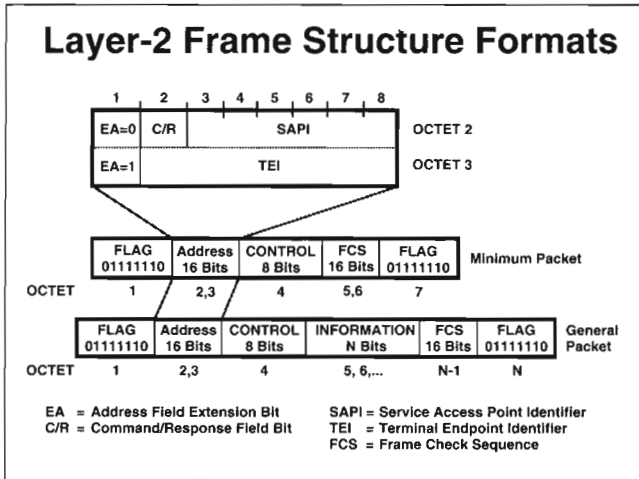 Layer-2 Frame Structure Formats
1 2 3 4 5 6 7 8
EA=0 C/R SAPI OCTET 2
EA=1 TEI OCTET 3
FLAG Address CONTROL FCS FLAG
01111110 16 Bits 8 Bits 16 Bits 01111110
Minimum Packet
OCTET 1 2,3 4 5,6 7
FLAG Address CONTROL INFORMATION FCS FLAG General
01111110 16 Bits 8 Bits N Bits 16 Bits 01111110 Packet
OCTET 1 2,3 4 5, 6,... N-1 N
EA = Address Field Extension Bit
C/R = Command/Response Field Bit
SAPI = Service Access Point Identifier
TEI = Terminal Endpoint Identifier
FCS = Frame Check Sequence